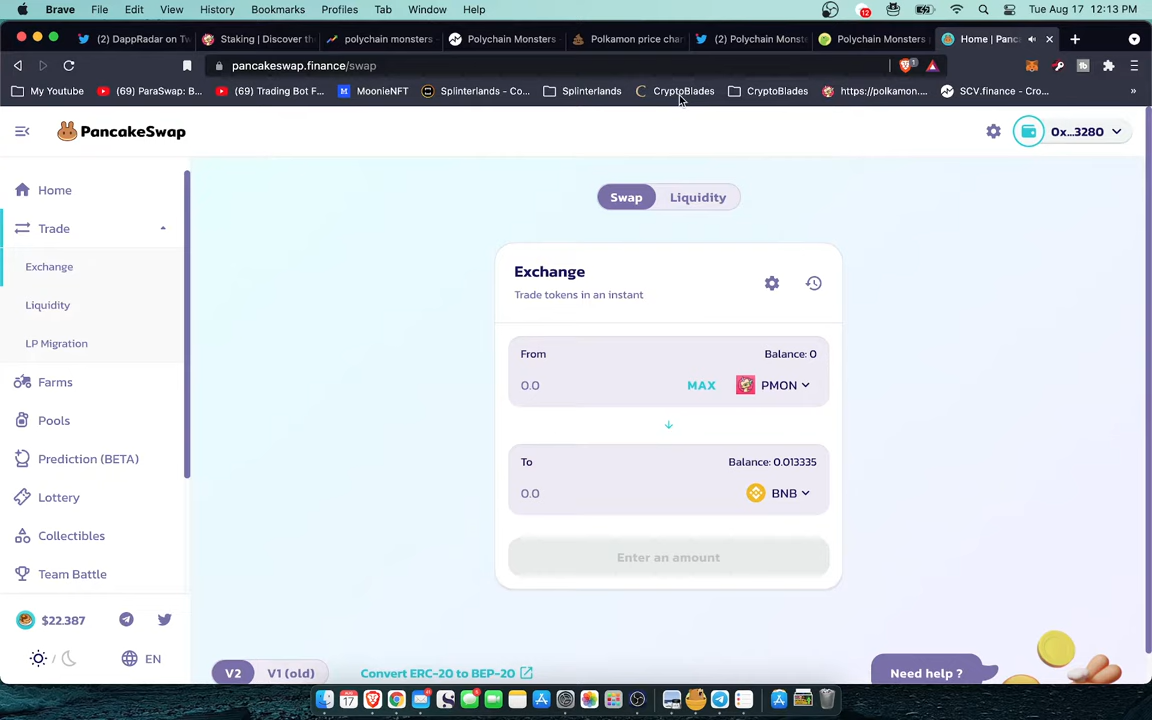 Brave File Edit View History Bookmarks Profiles Tab Window Help
12
Tue Aug 17 12:13 PM
(2) DappRadar on Tw
Staking | Discover th
polychain monsters
Polychain Monsters
Polkamon price char
(2) Polychain Monste
Polychain Monsters
Home | Panc
pancakeswap.finance/swap
1
My Youtube
(69) ParaSwap: B...
(69) Trading Bot F...
MoonieNFT
Splinterlands - Co...
Splinterlands
CryptoBlades
CryptoBlades
https://polkamon....
SCV.finance - Cro...
»
PancakeSwap
0x...3280
Home
Trade
Exchange
Liquidity
LP Migration
Farms
Pools
Prediction (BETA)
Lottery
Collectibles
Team Battle
$22.387
/
EN
Swap
Liquidity
Exchange
Trade tokens in an instant
From
Balance: 0
0.0
MAX
PMON
To
Balance: 0.013335
0.0
BNB
Enter an amount
V2
V1 (old)
Convert ERC-20 to BEP-20
Need help ?